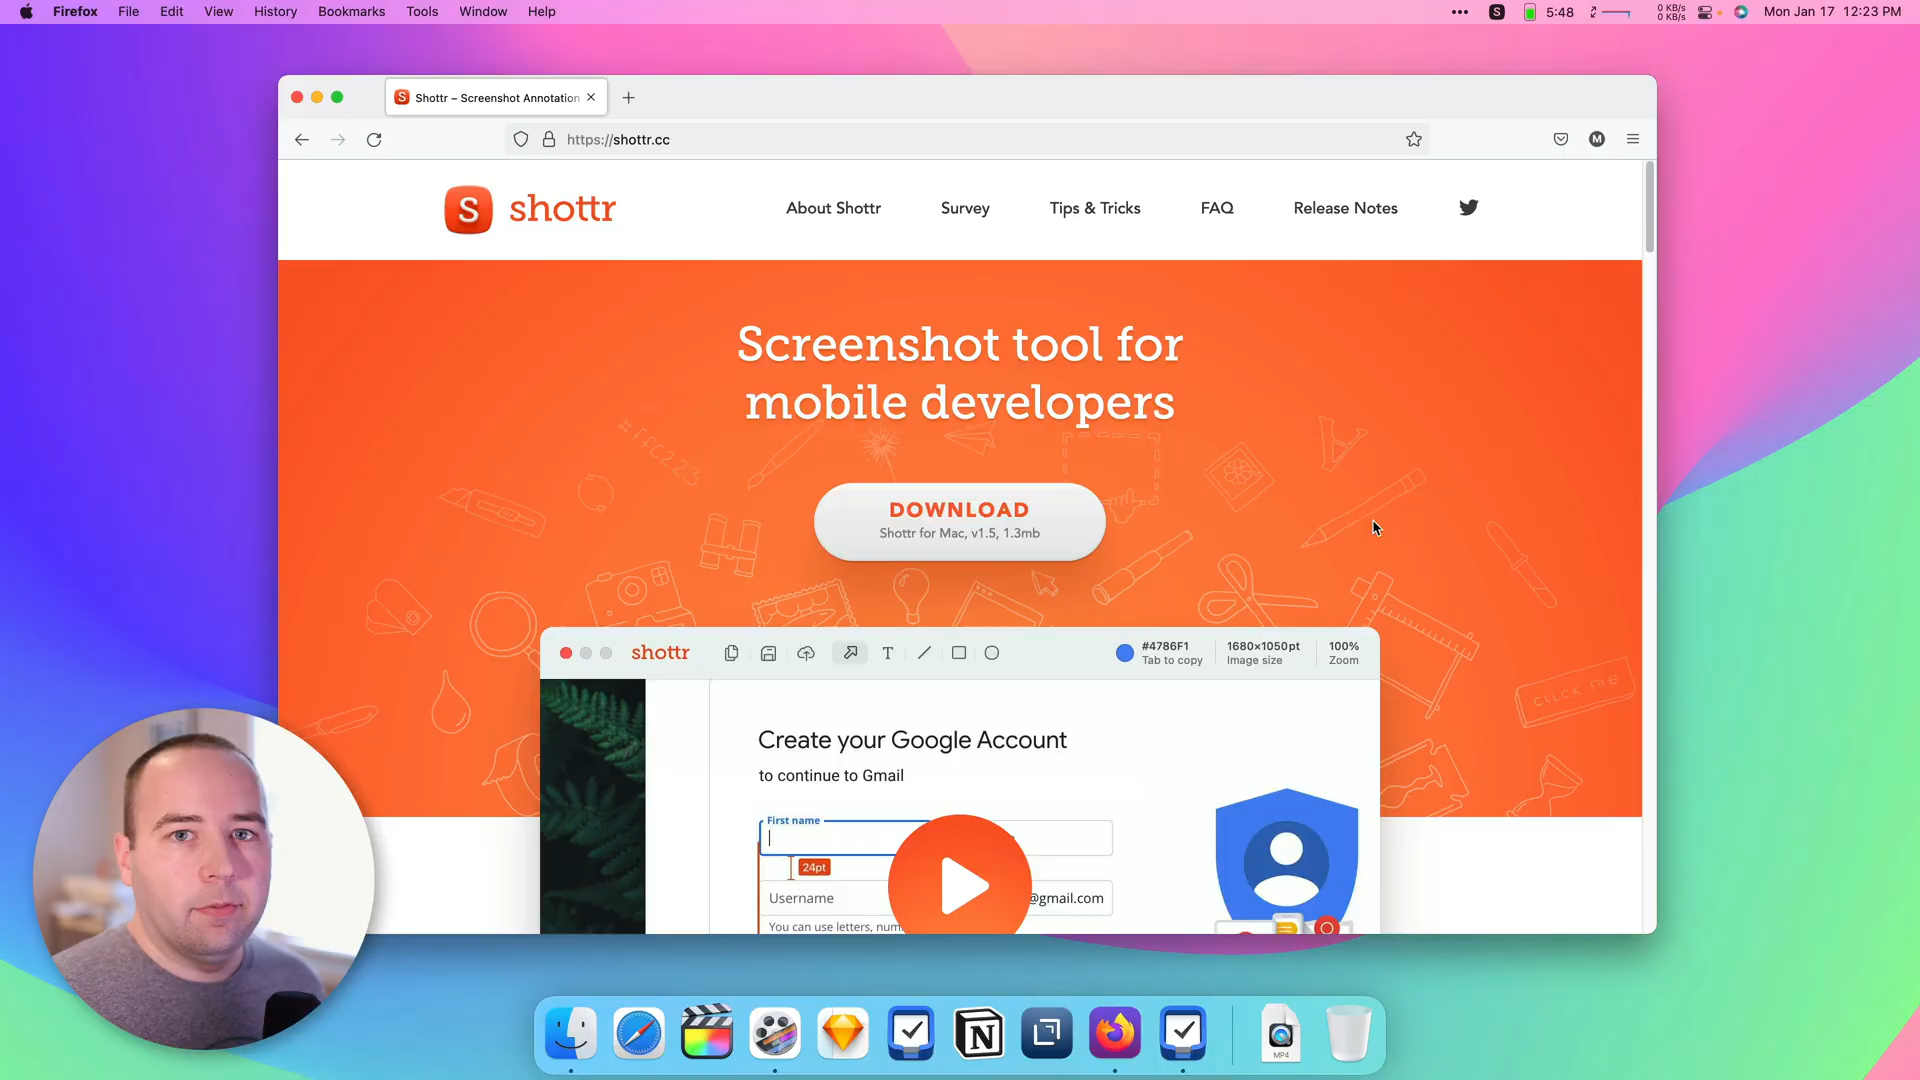 Firefox File Edit View History Bookmarks Tools Window Help
S 5:48 0 KB/s 0 KB/s Mon Jan 17 12:23 PM
S Shottr – Screenshot Annotation
https://shottr.cc
M
S shottr
About Shottr Survey Tips & Tricks FAQ Release Notes
Screenshot tool for
mobile developers
#ffc223
DOWNLOAD
Shottr for Mac, v1.5, 1.3mb
click me
shottr
T
#4786F1
Tab to copy
1680×1050pt
Image size
100%
Zoom
Create your Google Account
to continue to Gmail
First name
24pt
Username
@gmail.com
You can use letters, num
N
MP4